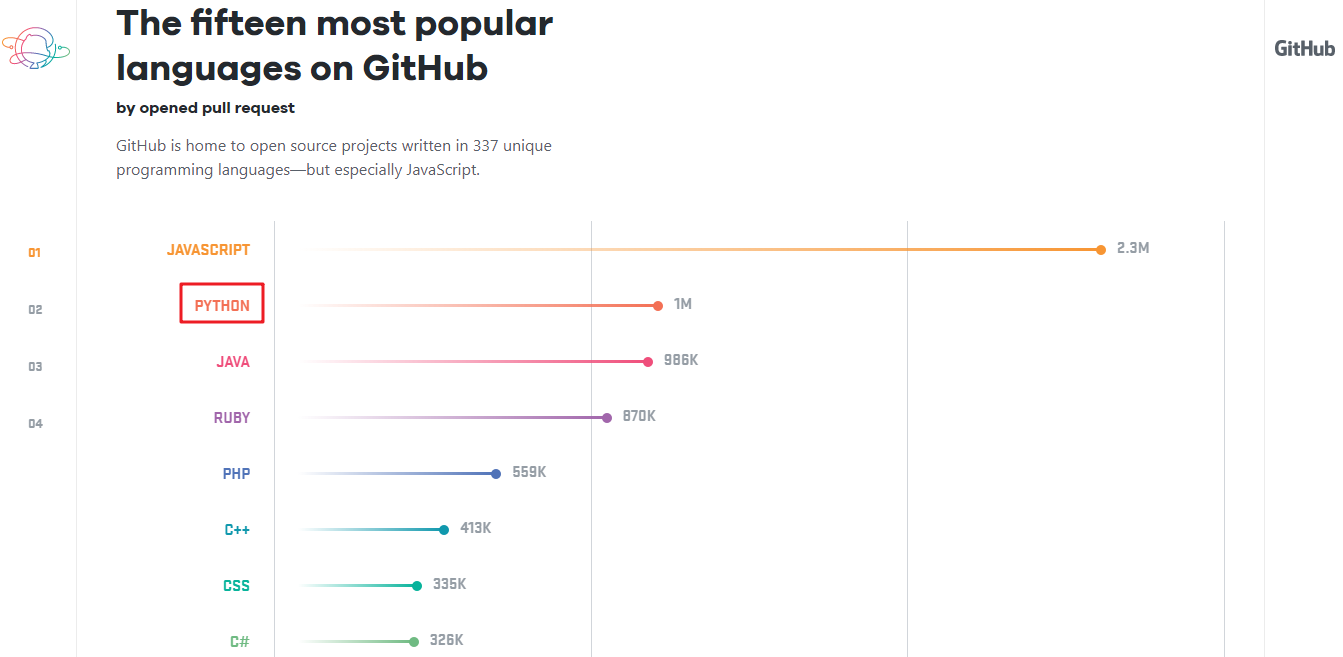 The fifteen most popular
languages on GitHub
GitHub
by opened pull request
GitHub is home to open source projects written in 337 unique
programming languages—but especially JavaScript.
01
JAVASCRIPT
2.3M
02
PYTHON
1M
03
JAVA
986K
04
RUBY
870K
PHP
559K
C++
413K
CSS
335K
C#
326K